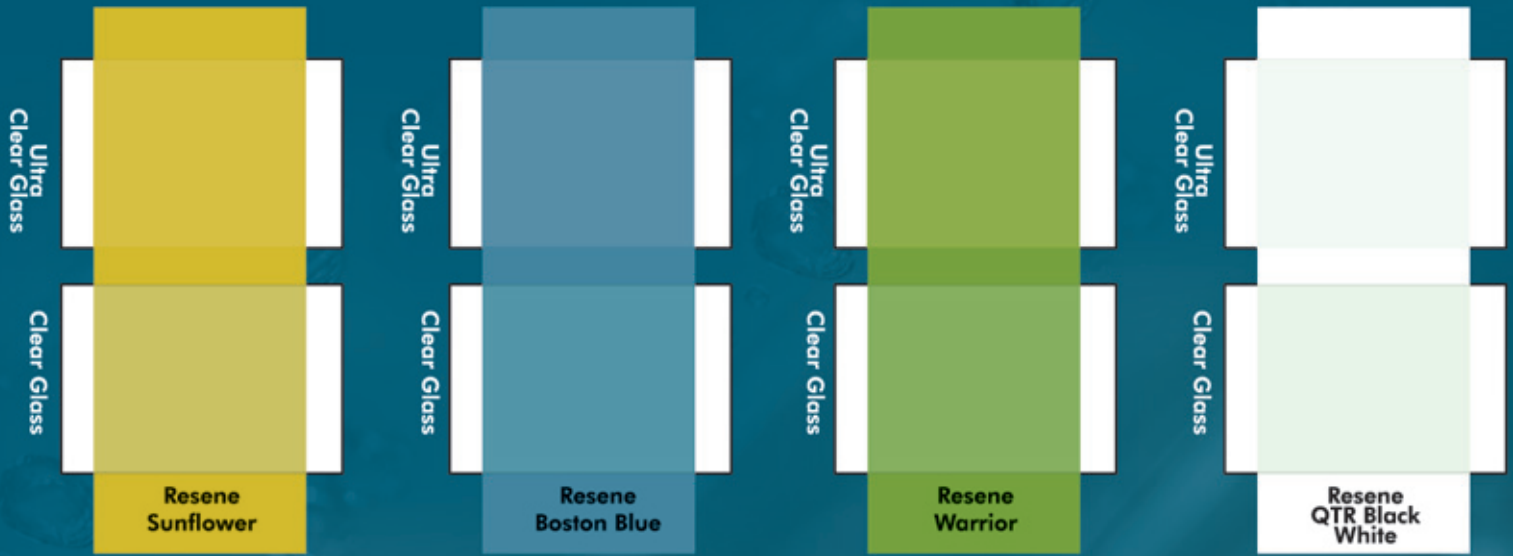 Ultra
Clear Glass
Ultra
Clear Glass
Ultra
Clear Glass
Ultra
Clear Glass
Clear Glass
Clear Glass
Clear Glass
Clear Glass
Resene
Sunflower
Resene
Boston Blue
Resene
Warrior
Resene
QTR Black
White